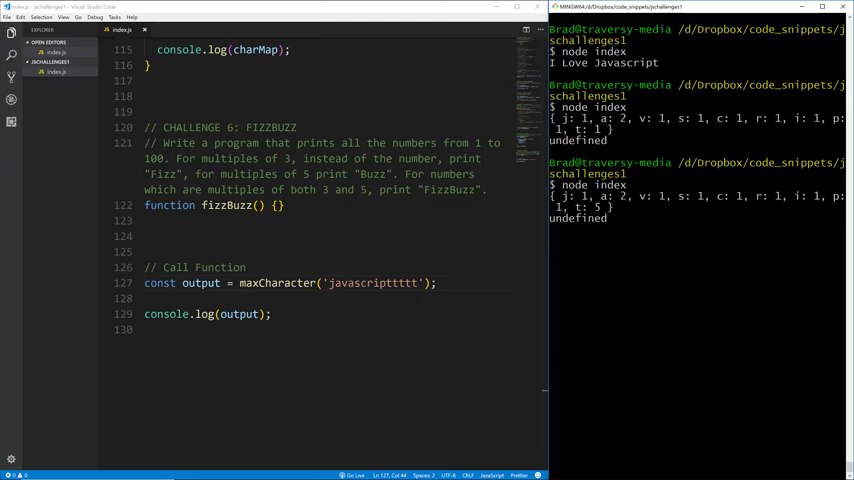 index.js - jschallenges1 - Visual Studio Code
File Edit Selection View Go Debug Tasks Help
EXPLORER
OPEN EDITORS
index.js
JSCHALLENGES1
index.js
index.js
115 console.log(charMap);
116 }
117
118
119
120 // CHALLENGE 6: FIZZBUZZ
121 // Write a program that prints all the numbers from 1 to
100. For multiples of 3, instead of the number, print
"Fizz", for multiples of 5 print "Buzz". For numbers
which are multiples of both 3 and 5, print "FizzBuzz".
122 function fizzBuzz() {}
123
124
125
126 // Call Function
127 const output = maxCharacter('javascripttttt');
128
129 console.log(output);
130
0 0
Go Live Ln 127, Col 44 Spaces: 2 UTF-8 CRLF JavaScript Prettier
MINGW64:/d/Dropbox/code_snippets/jschallenges1
Brad@traversy-media /d/Dropbox/code_snippets/j
schallenges1
$ node index
I Love Javascript
Brad@traversy-media /d/Dropbox/code_snippets/j
schallenges1
$ node index
{ j: 1, a: 2, v: 1, s: 1, c: 1, r: 1, i: 1, p:
1, t: 1 }
undefined
Brad@traversy-media /d/Dropbox/code_snippets/j
schallenges1
$ node index
{ j: 1, a: 2, v: 1, s: 1, c: 1, r: 1, i: 1, p:
1, t: 5 }
undefined